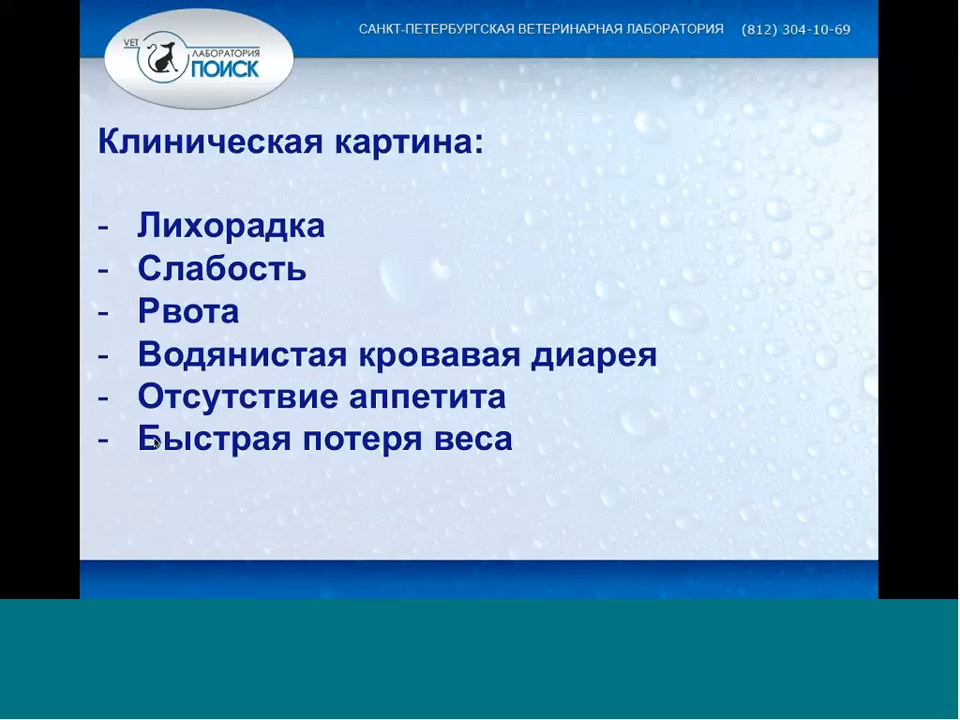 VET
ЛАБОРАТОРИЯ
ПОИСК
САНКТ-ПЕТЕРБУРГСКАЯ ВЕТЕРИНАРНАЯ ЛАБОРАТОРИЯ (812) 304-10-69
Клиническая картина:
- Лихорадка
- Слабость
- Рвота
- Водянистая кровавая диарея
- Отсутствие аппетита
- Быстрая потеря веса